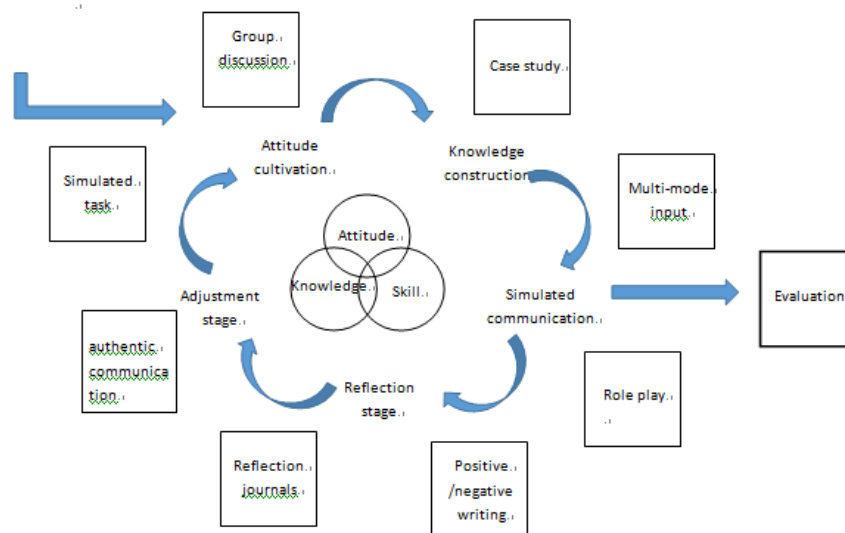 Group
discussion
Case study
Attitude
cultivation
Knowledge
construction
Simulated
task
Multi-mode
input
Attitude
Knowledge
Skill
Adjustment
stage
Simulated
communication
Evaluation
authentic
communica
tion
Reflection
stage
Role play
Reflection
journals
Positive
/negative
writing